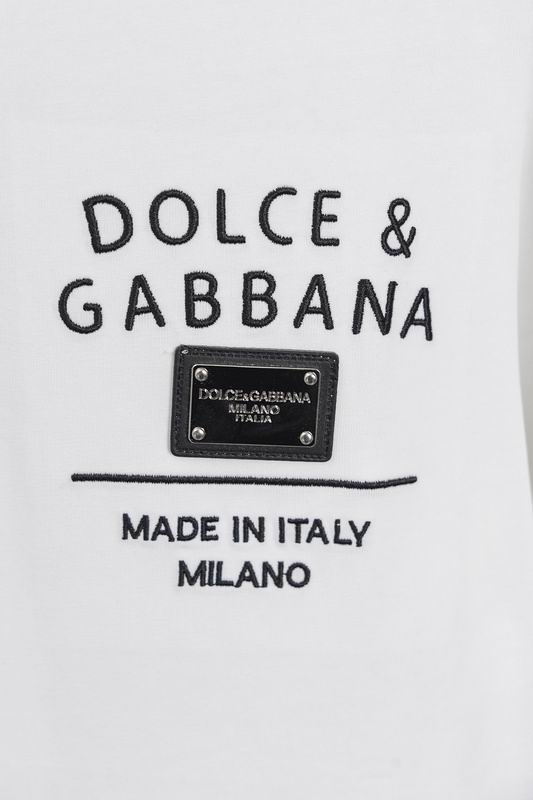 DOLCE &
GABBANA
DOLCE&GABBANA
MILANO
ITALIA
MADE IN ITALY
MILANO